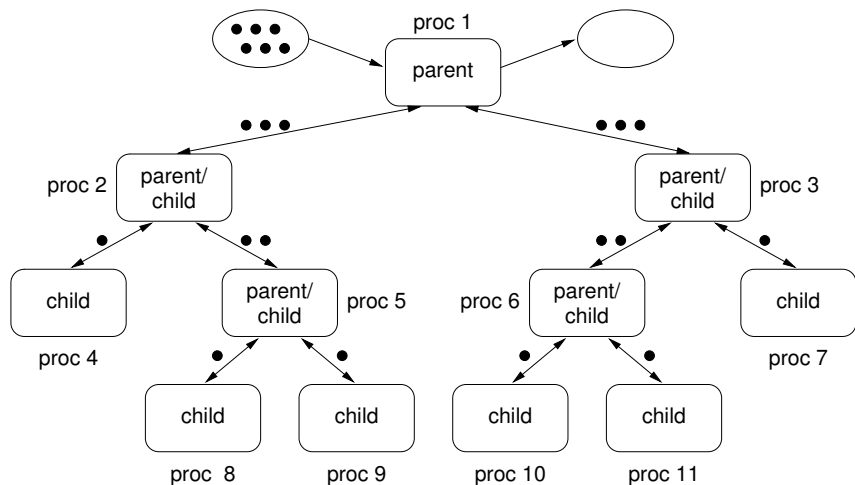 proc 1
parent
proc 2
parent/
child
parent/
child
proc 3
child
parent/
child
proc 5
proc 6
parent/
child
child
proc 4
proc 7
child
child
child
child
proc 8
proc 9
proc 10
proc 11